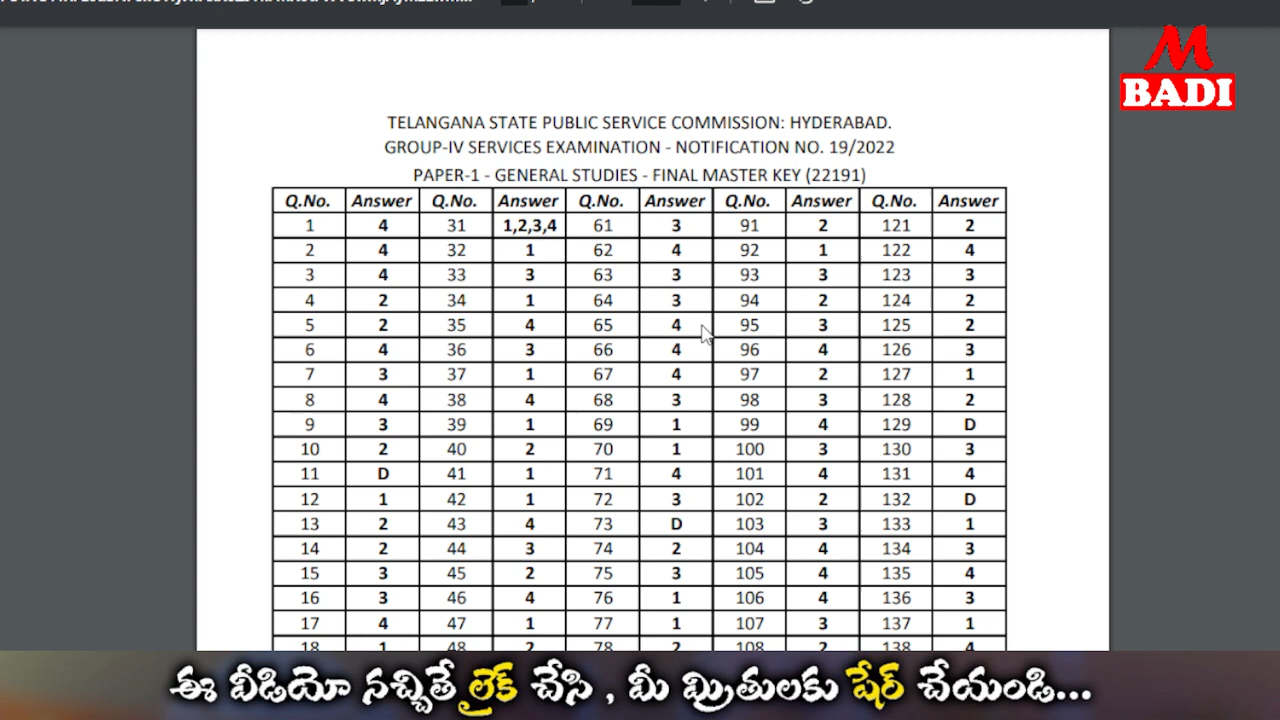 M
BADI
TELANGANA STATE PUBLIC SERVICE COMMISSION: HYDERABAD.
GROUP-IV SERVICES EXAMINATION - NOTIFICATION NO. 19/2022
PAPER-1 - GENERAL STUDIES - FINAL MASTER KEY (22191)
Q.No. Answer Q.No. Answer Q.No. Answer Q.No. Answer Q.No. Answer
1 4 31 1,2,3,4 61 3 91 2 121 2
2 4 32 1 62 4 92 1 122 4
3 4 33 3 63 3 93 3 123 3
4 2 34 1 64 3 94 2 124 2
5 2 35 4 65 4 95 3 125 2
6 4 36 3 66 4 96 4 126 3
7 3 37 1 67 4 97 2 127 1
8 4 38 4 68 3 98 3 128 2
9 3 39 1 69 1 99 4 129 D
10 2 40 2 70 1 100 3 130 3
11 D 41 1 71 4 101 4 131 4
12 1 42 1 72 3 102 2 132 D
13 2 43 4 73 D 103 3 133 1
14 2 44 3 74 2 104 4 134 3
15 3 45 2 75 3 105 4 135 4
16 3 46 4 76 1 106 4 136 3
17 4 47 1 77 1 107 3 137 1
18 1 48 2 78 2 108 2 138 4
ఈ వీడియో నచ్చితే లైక్ చేసి , మీ మిత్రులకు షేర్ చేయండి...